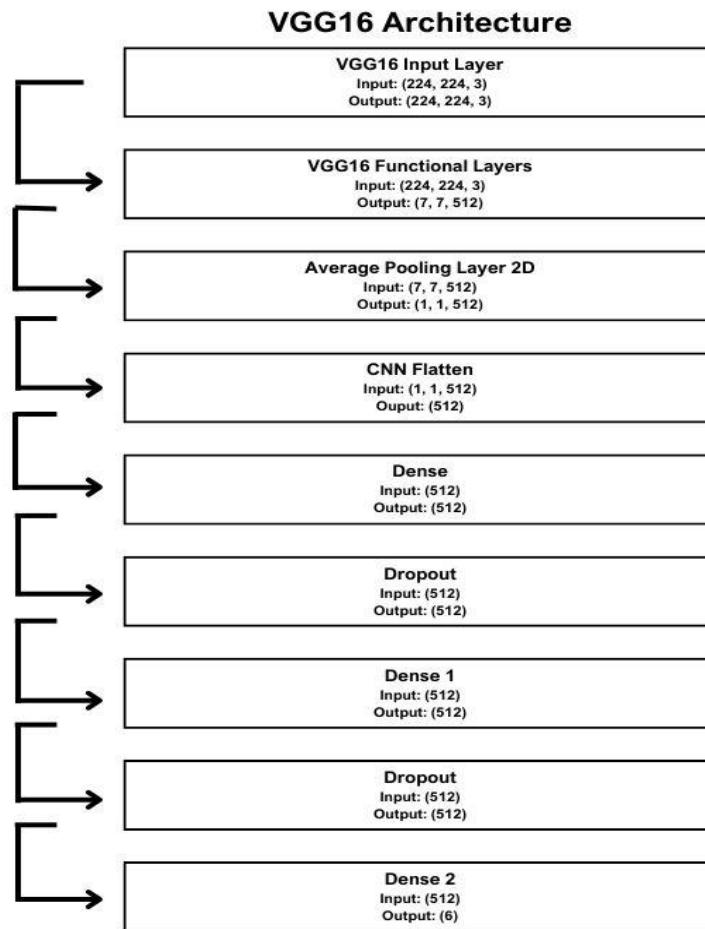 VGG16 Architecture
VGG16 Input Layer
Input: (224, 224, 3)
Output: (224, 224, 3)
VGG16 Functional Layers
Input: (224, 224, 3)
Output: (7, 7, 512)
Average Pooling Layer 2D
Input: (7, 7, 512)
Output: (1, 1, 512)
CNN Flatten
Input: (1, 1, 512)
Ouput: (512)
Dense
Input: (512)
Output: (512)
Dropout
Input: (512)
Output: (512)
Dense 1
Input: (512)
Output: (512)
Dropout
Input: (512)
Output: (512)
Dense 2
Input: (512)
Output: (6)